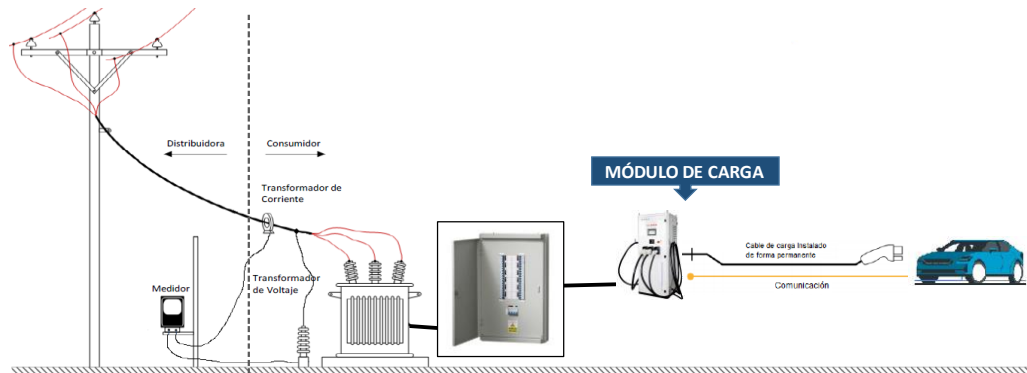 Distribuidora
Consumidor
Transformador de
Corriente
Transformador
de Voltaje
Medidor
MÓDULO DE CARGA
Cable de carga Instalado
de forma permanente
Comunicación